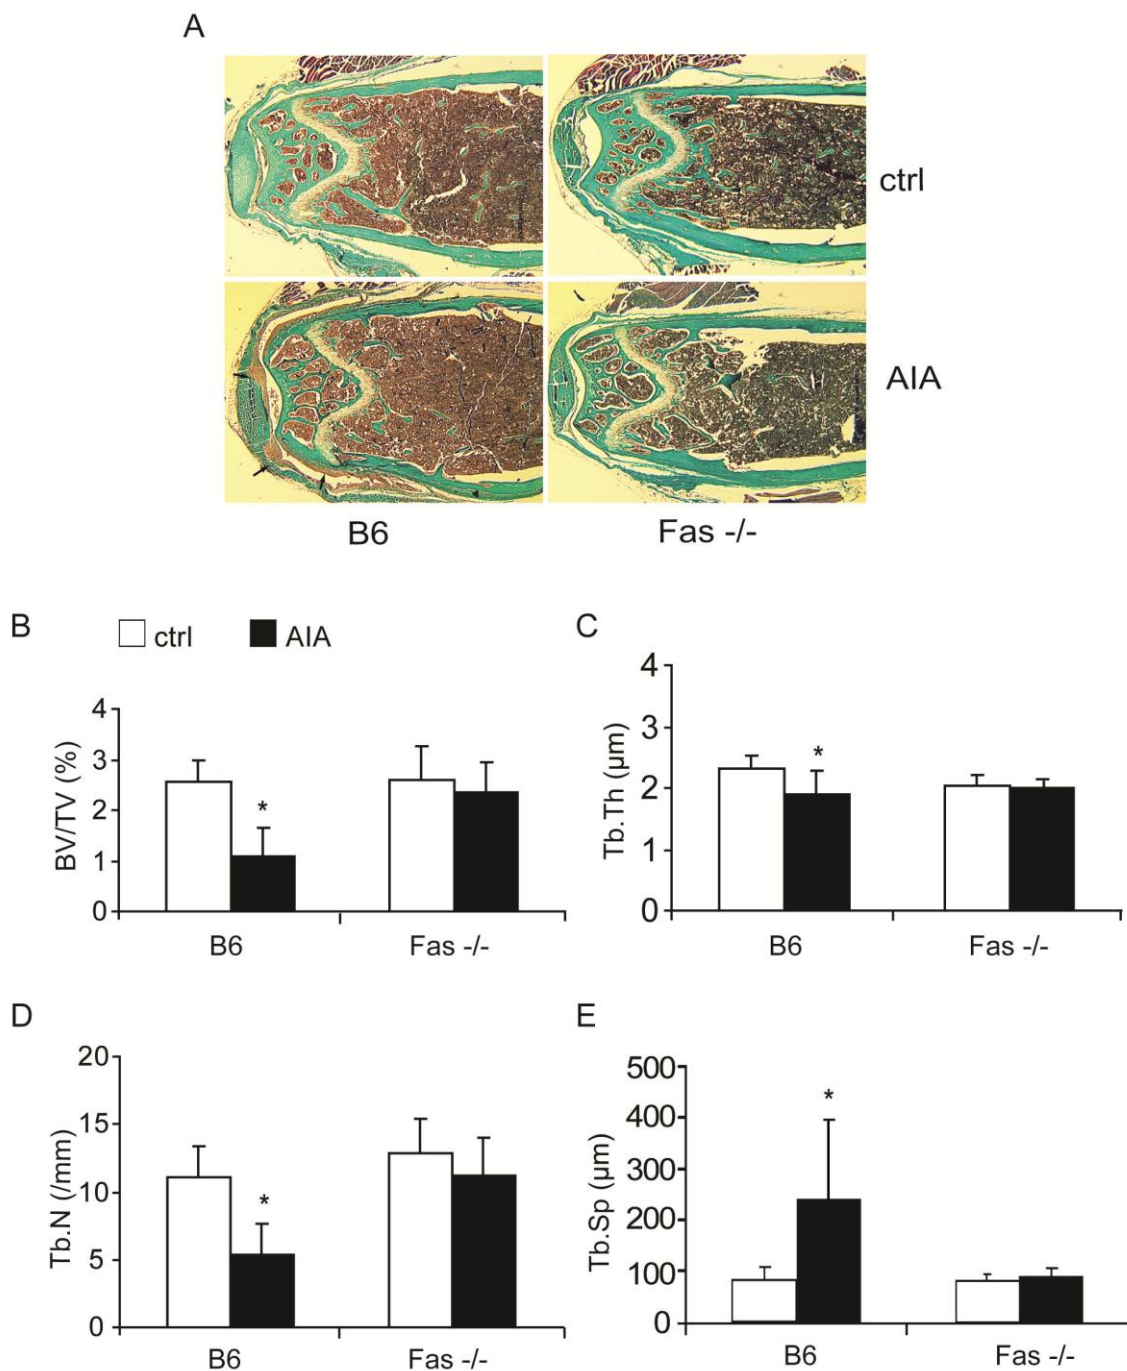 A
ctrl
AIA
B6 Fas -/-
B
ctrl AIA
BV/TV (%)
4
3
2
1
0
B6 Fas -/-
C
Tb.Th (µm)
4
3
2
1
0
B6 Fas -/-
*
*
D
Tb.N (/mm)
20
15
10
5
0
*
B6 Fas -/-
E
Tb.Sp (µm)
500
400
300
200
100
0
*
B6 Fas -/-